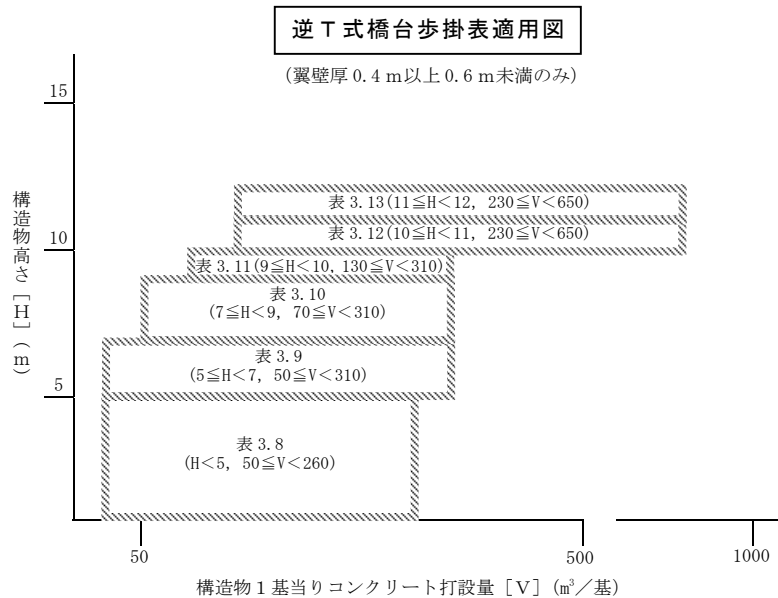 逆T式橋台歩掛表適用図
(翼壁厚0.4m以上0.6m未満のみ)
15
10
5
構造物高さ[H](m)
表3.13(11≦H<12, 230≦V<650)
表3.12(10≦H<11, 230≦V<650)
表3.11(9≦H<10, 130≦V<310)
表3.10
(7≦H<9, 70≦V<310)
表3.9
(5≦H<7, 50≦V<310)
表3.8
(H<5, 50≦V<260)
50
500
1000
構造物1基当りコンクリート打設量[V](m³/基)